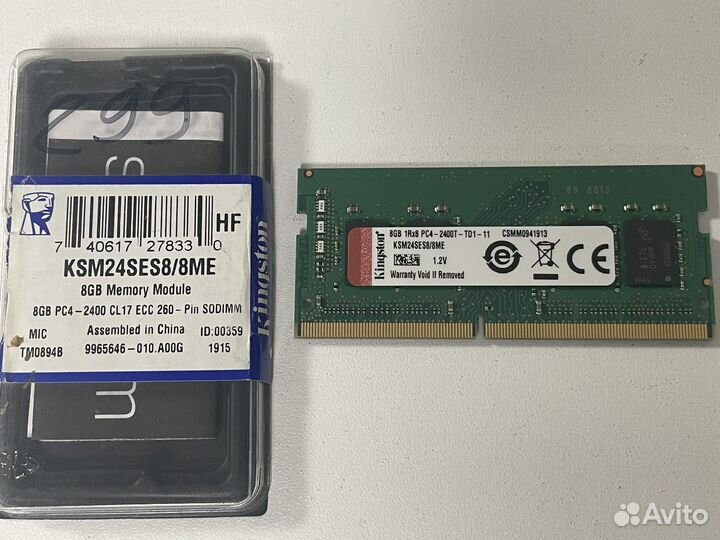 299
HF
7 40617 27833 0
KSM24SES8/8ME
8GB Memory Module
8GB PC4-2400 CL17 ECC 260-Pin SODIMM
MIC Assembled in China ID:00359
TM0894B 9965646-010.A00G 1915
Kingston
89 8013
Kingston
8GB 1Rx8 PC4-2400T-TD1-11 CSMM0941913
KSM24SES8/8ME
1.2V
Warranty Void If Removed
Avito